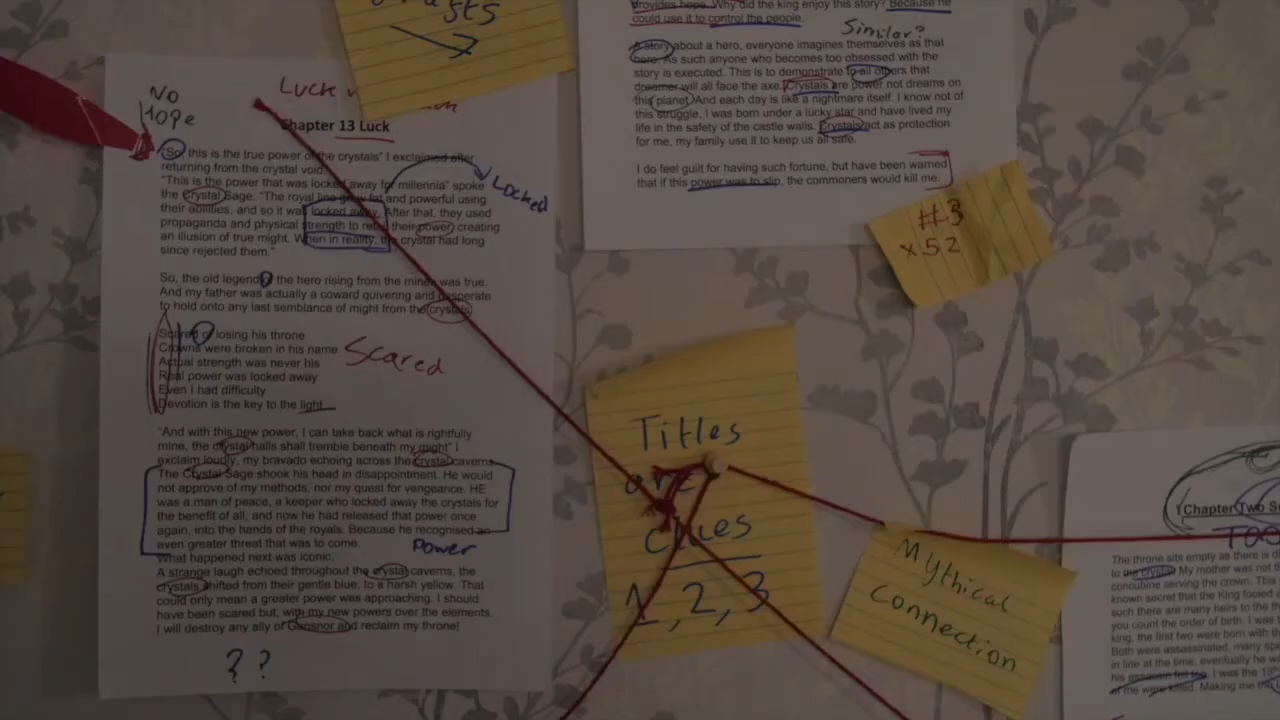 provides hope. Why did the king enjoy this story? Because he
could use it to control the people.
Similar?
A story about a hero, everyone imagines themselves as that
hero. As such anyone who becomes too obsessed with the
story is executed. This is to demonstrate to all others that
dreamer will all face the axe. Crystals are power not dreams on
this planet. And each day is like a nightmare itself. I know not of
this struggle, I was born under a lucky star and have lived my
life in the safety of the castle walls. Crystals act as protection
for me, my family use it to keep us all safe.
I do feel guilt for having such fortune, but have been warned
that if this power was to slip, the commoners would kill me.
#3
x52
No
Hope
Luck
Chapter 13 Luck
"So, this is the true power of the crystals" I exclaimed after
returning from the crystal void.
"This is the power that was locked away for millennia" spoke
the Crystal Sage. "The royal line grew fat and powerful using
their abilities, and so it was locked away. After that, they used
propaganda and physical strength to their power creating
an illusion of true might. When in reality, the crystal had long
since rejected them."
Locked
So, the old legend of the hero rising from the mines was true.
And my father was actually a coward quivering and desperate
to hold onto any last semblance of might from the crystals
Scared of losing his throne
Crowns were broken in his name
Actual strength was never his
Real power was locked away
Even I had difficulty
Devotion is the key to the light
Scared
"And with this new power, I can take back what is rightfully
mine, the crystal halls shall tremble beneath my might" I
exclaim loudly, my bravado echoing across the crystal caverns
The Crystal Sage shook his head in disappointment. He would
not approve of my methods, nor my quest for vengeance. HE
was a man of peace, a keeper who locked away the crystals for
the benefit of all, and now he had released that power once
again, into the hands of the royals. Because he recognised an
even greater threat that was to come.
Power
What happened next was iconic.
A strange laugh echoed throughout the crystal caverns, the
crystals shifted from their gentle blue, to a harsh yellow. That
could only mean a greater power was approaching. I should
have been scared but, with my new powers over the elements.
I will destroy any ally of Gansnor and reclaim my throne!
? ?
Titles
are
Clues
1, 2, 3
Mythical
Connection
Chapter Two
The throne sits empty as there is
to the crystal My mother was not
concubine serving the crown. This
known secret that the King fooled
such there are many heirs to the
you count the order of birth. I was
king, the first two were born with
Both were assassinated, many
in line at the time, eventually he
his assassin fell too. I was the
of the were killed. Making me the